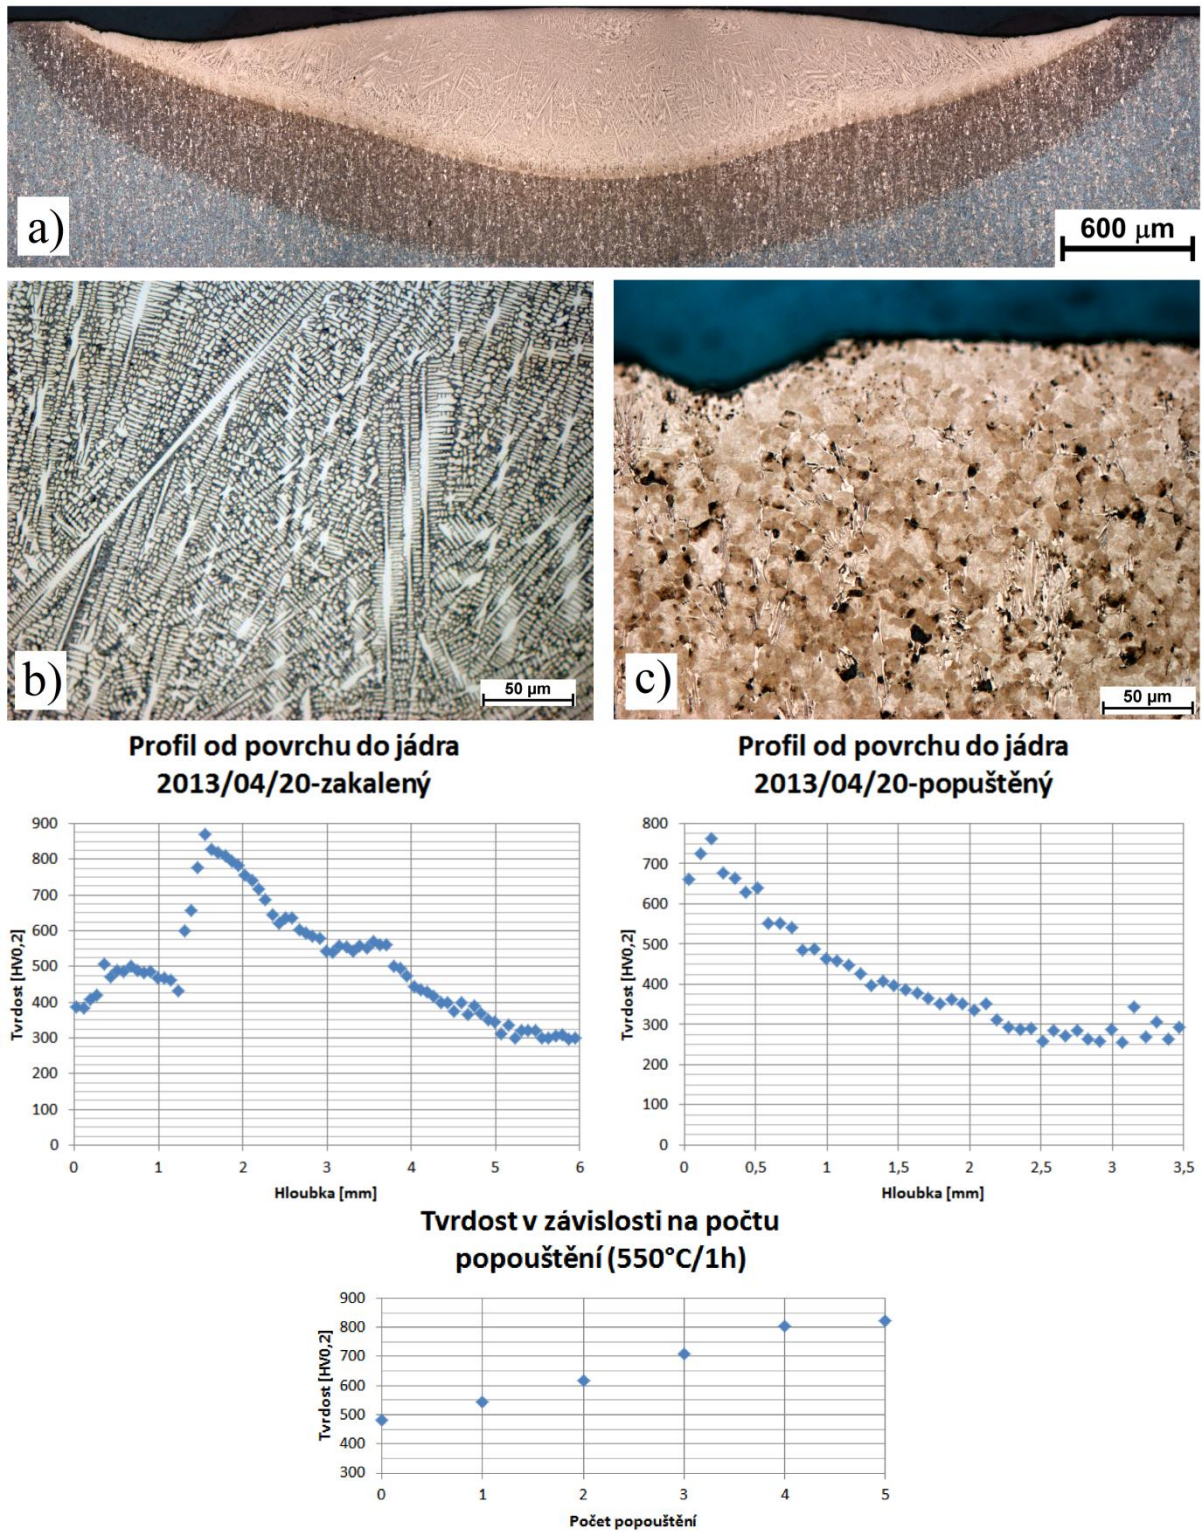 a)
600 µm
b)
50 µm
c)
50 µm
Profil od povrchu do jádra
2013/04/20-zakalený
Tvrdost [HV0,2]
900
800
700
600
500
400
300
200
100
0
0 1 2 3 4 5 6
Hloubka [mm]
Profil od povrchu do jádra
2013/04/20-popuštěný
Tvrdost [HV0,2]
800
700
600
500
400
300
200
100
0
0 0,5 1 1,5 2 2,5 3 3,5
Hloubka [mm]
Tvrdost v závislosti na počtu
popouštění (550°C/1h)
Tvrdost [HV0,2]
900
800
700
600
500
400
300
0 1 2 3 4 5
Počet popouštění